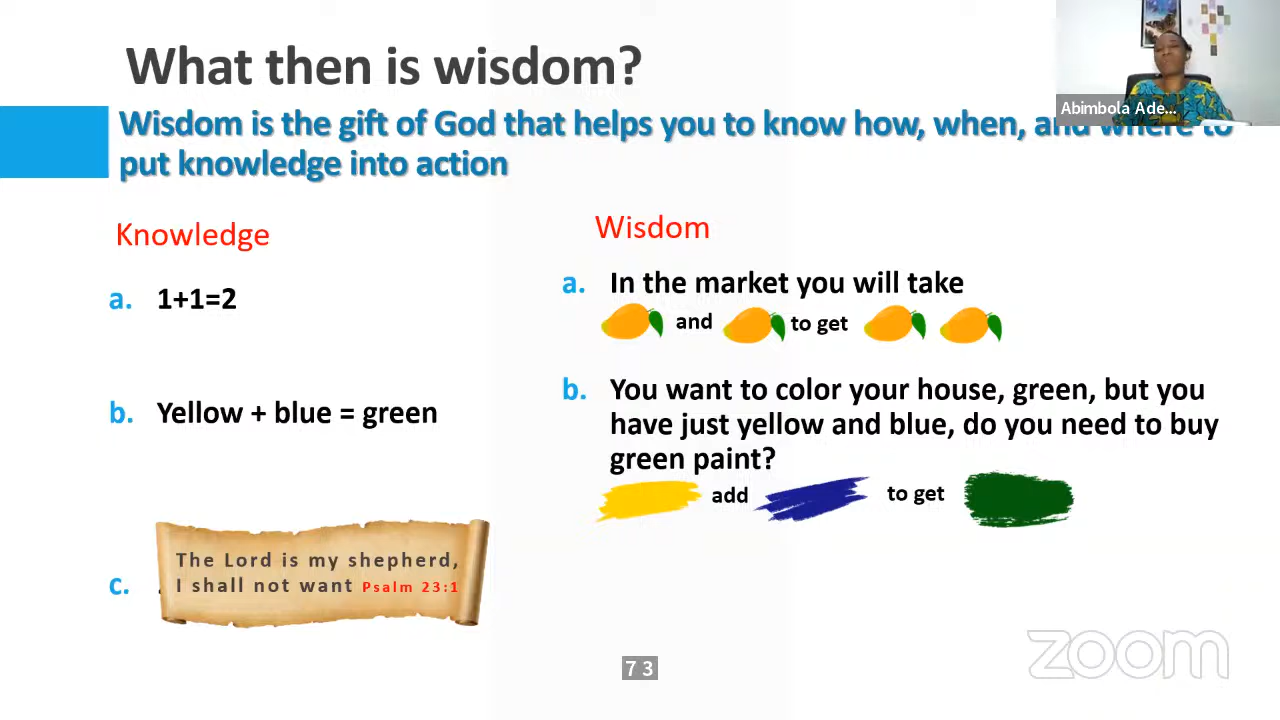 What then is wisdom?
Abimbola Ade...
Wisdom is the gift of God that helps you to know how, when, and where to
put knowledge into action
Knowledge
a. 1+1=2
b. Yellow + blue = green
c.
The Lord is my shepherd,
I shall not want Psalm 23:1
Wisdom
a. In the market you will take
and to get
b. You want to color your house, green, but you
have just yellow and blue, do you need to buy
green paint?
add to get
73
zoom